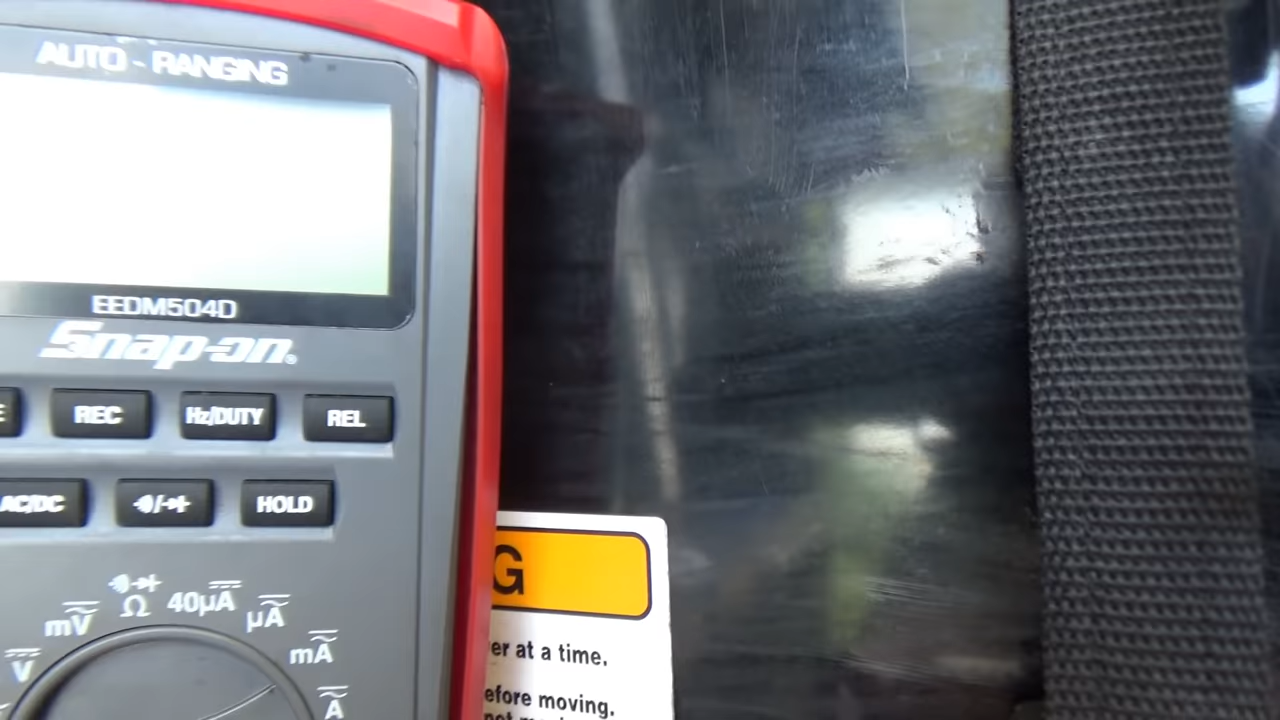 AUTO - RANGING
EEDM504D
Snap-on®
E REC Hz/DUTY REL
AC/DC HOLD
Ω 40µA
mV µA
V mA
A
G
er at a time.
efore moving.